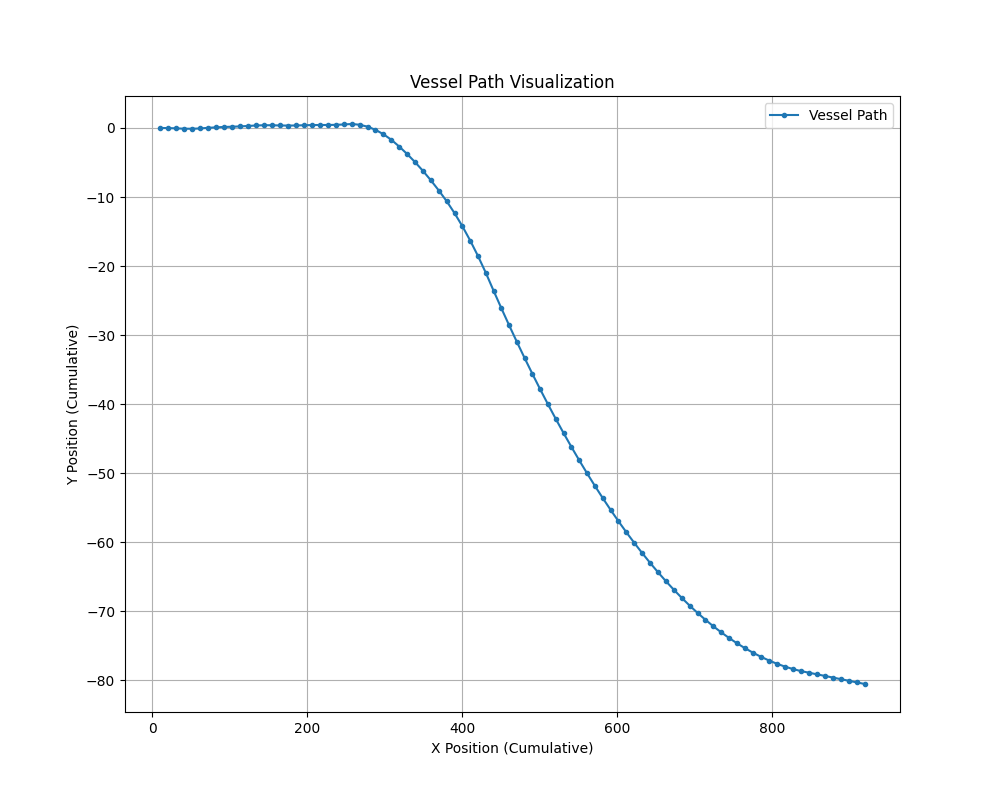 Vessel Path Visualization
Vessel Path
Y Position (Cumulative)
0
−10
−20
−30
−40
−50
−60
−70
−80
0 200 400 600 800
X Position (Cumulative)